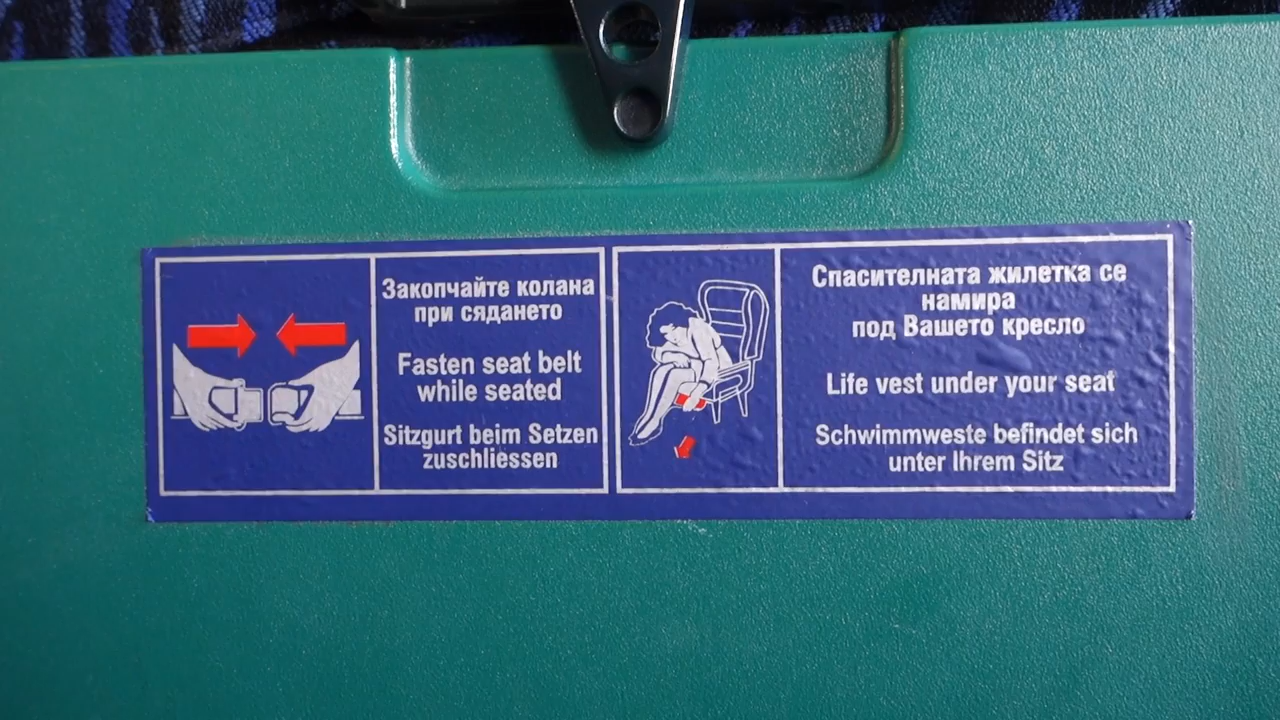 Закопчайте колана
при сядането
Fasten seat belt
while seated
Sitzgurt beim Setzen
zuschliessen
Спасителната жилетка се
намира
под Вашето кресло
Life vest under your seat
Schwimmweste befindet sich
unter Ihrem Sitz